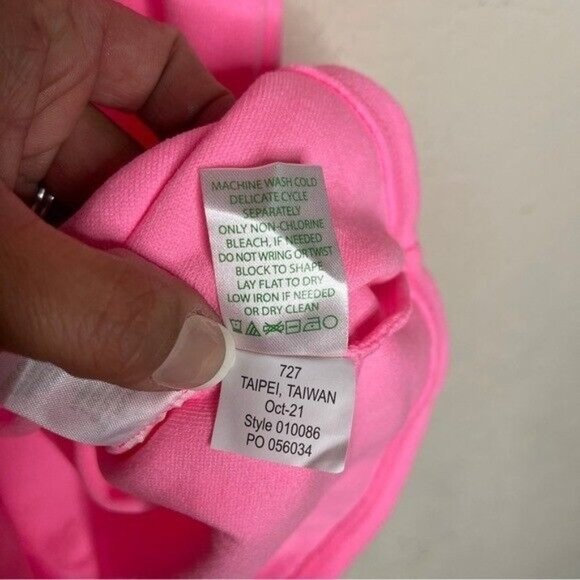 MACHINE WASH COLD
DELICATE CYCLE
SEPARATELY
ONLY NON-CHLORINE
BLEACH, IF NEEDED
DO NOT WRING OR TWIST
BLOCK TO SHAPE
LAY FLAT TO DRY
LOW IRON IF NEEDED
OR DRY CLEAN
727
TAIPEI, TAIWAN
Oct-21
Style 010086
PO 056034